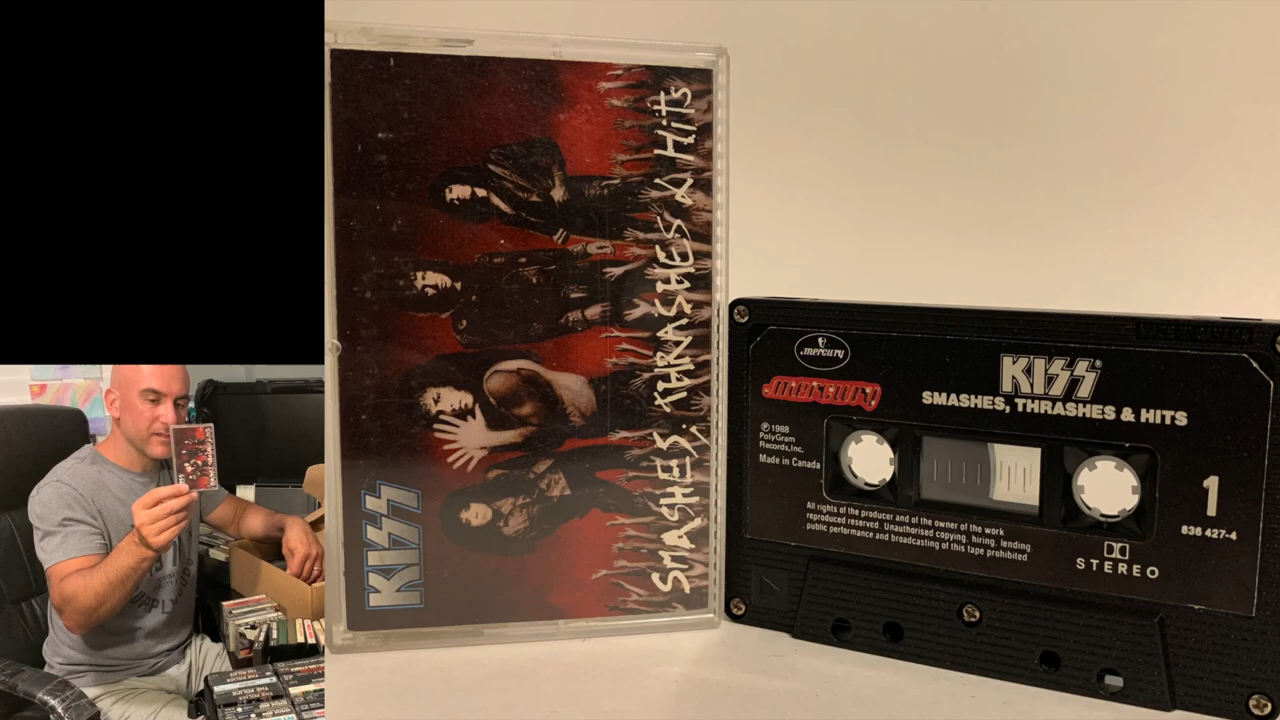 KISS
SMASHES, THRASHES & Hits
mercury
mercury
KISS®
SMASHES, THRASHES & HITS
℗ 1988
PolyGram
Records, Inc.
Made in Canada
1
836 427-4
All rights of the producer and of the owner of the work
reproduced reserved. Unauthorised copying, hiring, lending
public performance and broadcasting of this tape prohibited
STEREO
THE POLICE
THE POLICE